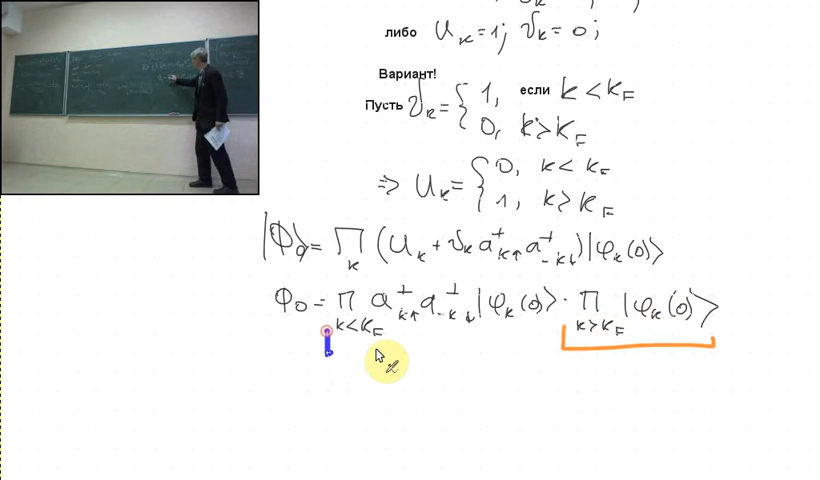 либо u_k = 1; v_k = 0;
Вариант!
Пусть v_k = { 1, если k < k_F
0, k > k_F
⇒ u_k = { 0, k < k_F
1, k > k_F
|Φ_0⟩ = ∏_k (u_k + v_k a⁺_{k↑} a⁺_{-k↓}) |φ_k(0)⟩
Φ_0 = ∏_{k<k_F} a⁺_{k↑} a⁺_{-k↓} |φ_k(0)⟩ · ∏_{k>k_F} |φ_k(0)⟩